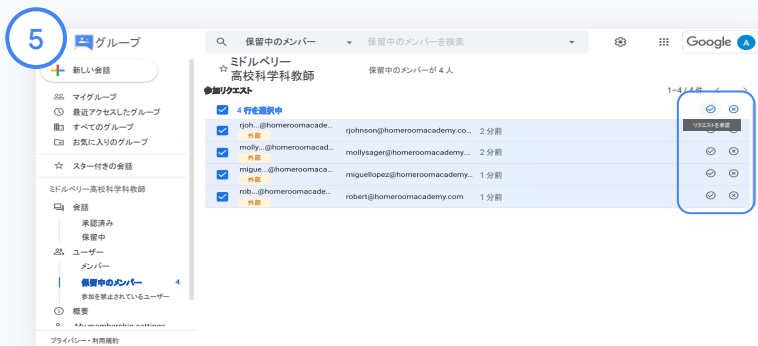 5
グループ
保留中のメンバー 保留中のメンバーを検索
Google A
新しい会話
マイグループ
最近アクセスしたグループ
すべてのグループ
お気に入りのグループ
スター付きの会話
ミドルベリー高校科学科教師
会話
承認済み
保留中
ユーザー
メンバー
保留中のメンバー 4
参加を禁止されているユーザー
概要
My membership settings
プライバシー・利用規約
ミドルベリー
高校科学科教師
保留中のメンバーが 4 人
参加リクエスト
1–4 / 4 件
4 行を選択中
リクエストを承認
rjoh...@homeroomacade...
外部
rjohnson@homeroomacademy.co... 2 分前
molly...@homeroomacad...
外部
mollysager@homeroomacademy... 2 分前
migue...@homeroomaca...
外部
miguellopez@homeroomacademy... 1 分前
rob...@homeroomacade...
外部
robert@homeroomacademy.com 1 分前